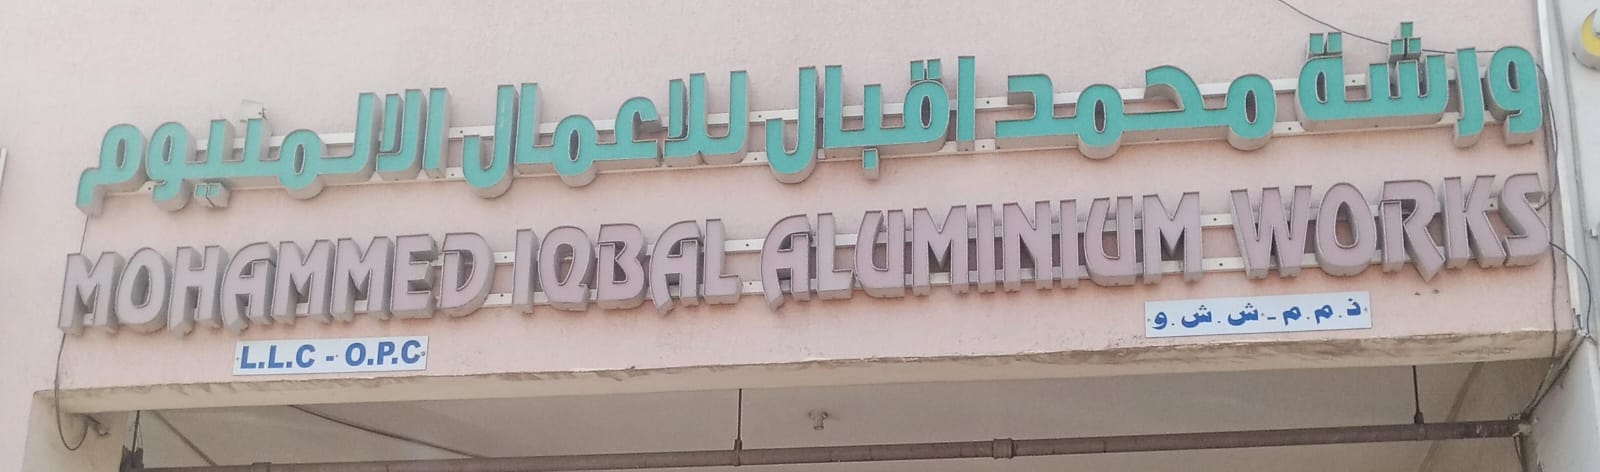 ورشة محمد اقبال للاعمال الالمنيوم
MOHAMMED IQBAL ALUMINIUM WORKS
ذ.م.م - ش.ش.و
L.L.C - O.P.C